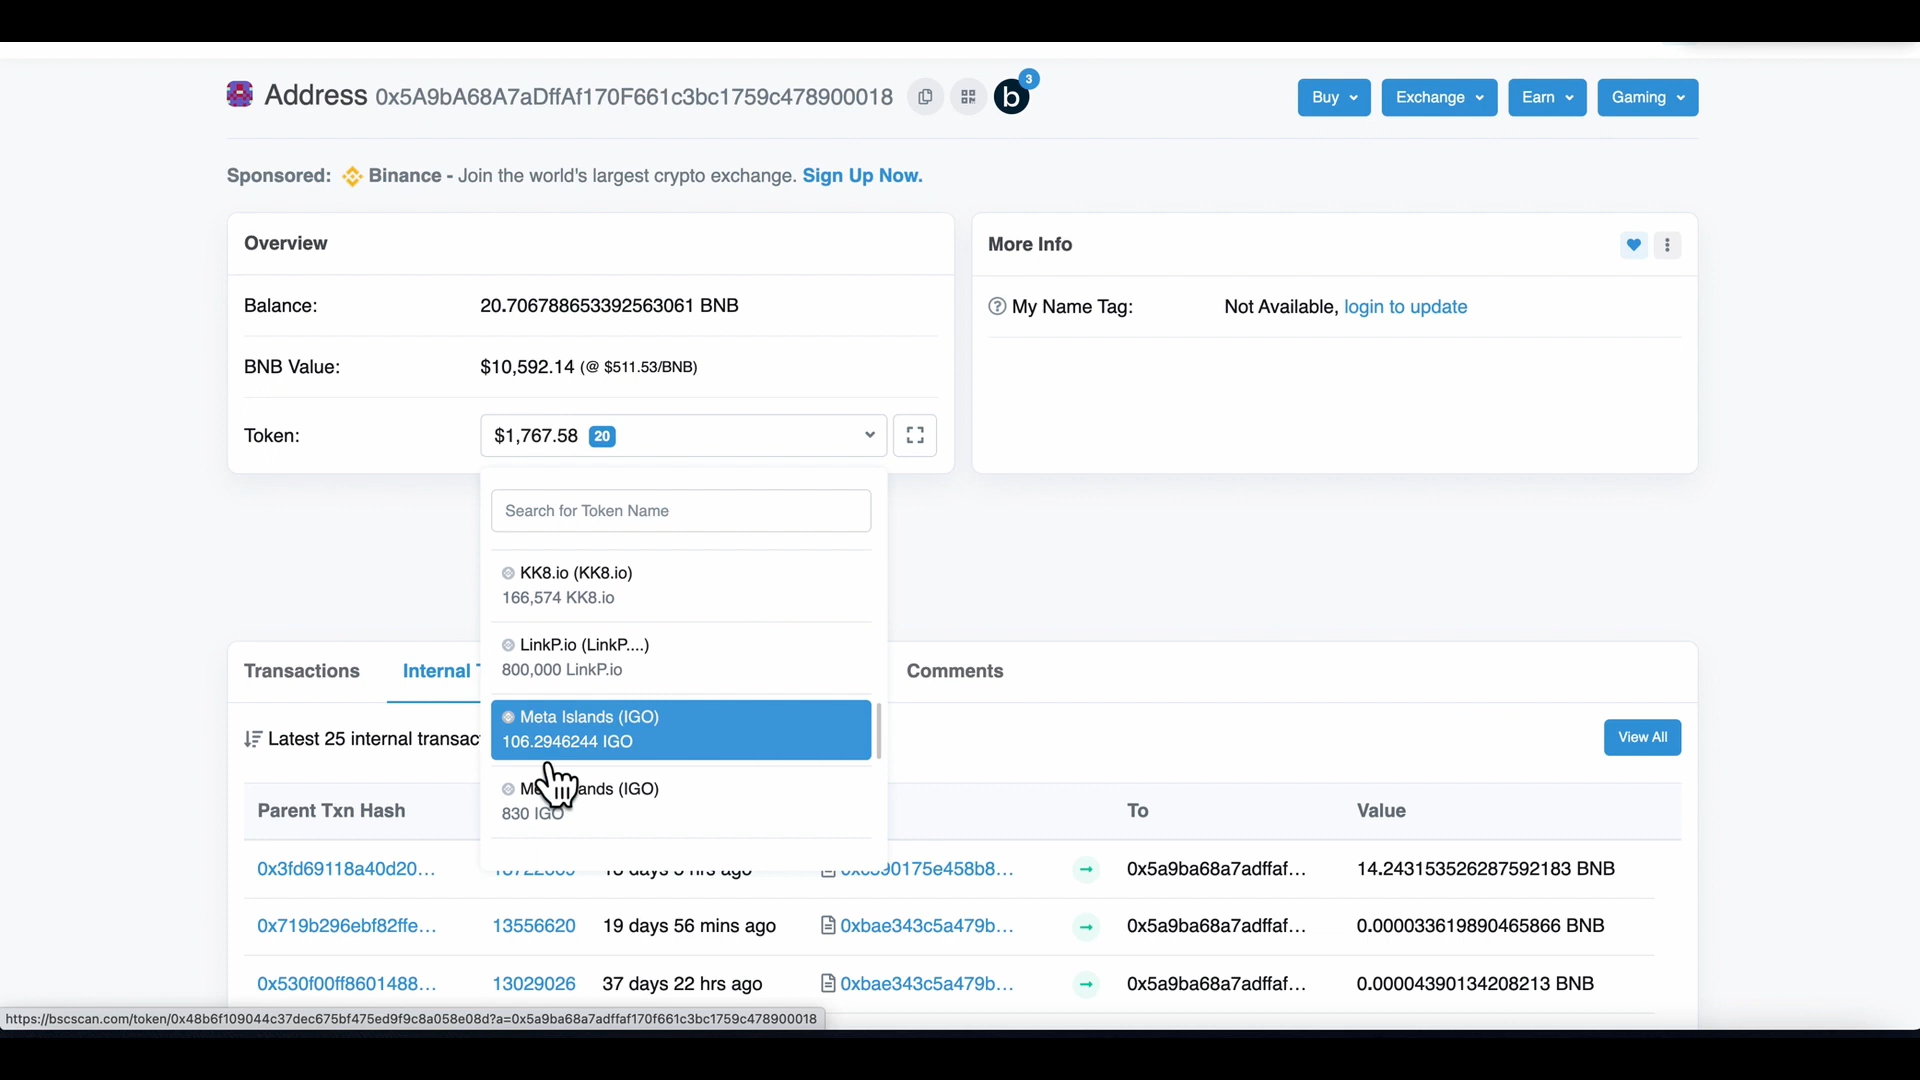 Address 0x5A9bA68A7aDffAf170F661c3bc1759c478900018
b 3
Buy
Exchange
Earn
Gaming
Sponsored: Binance - Join the world's largest crypto exchange. Sign Up Now.
Overview
Balance: 20.706788653392563061 BNB
BNB Value: $10,592.14 (@ $511.53/BNB)
Token: $1,767.58 20
More Info
My Name Tag: Not Available, login to update
Search for Token Name
KK8.io (KK8.io)
166,574 KK8.io
LinkP.io (LinkP....)
800,000 LinkP.io
Meta Islands (IGO)
106.2946244 IGO
ands (IGO)
830 IGO
Transactions Internal Comments
Latest 25 internal transac
View All
Parent Txn Hash To Value
0x3fd69118a40d20... 0x5a9ba68a7adffaf... 14.243153526287592183 BNB
0x719b296ebf82ffe... 13556620 19 days 56 mins ago 0xbae343c5a479b... 0x5a9ba68a7adffaf... 0.000033619890465866 BNB
0x530f00ff8601488... 13029026 37 days 22 hrs ago 0xbae343c5a479b... 0x5a9ba68a7adffaf... 0.00004390134208213 BNB
https://bscscan.com/token/0x48b6f109044c37dec675bf475ed9f9c8a058e08d?a=0x5a9ba68a7adffaf170f661c3bc1759c478900018